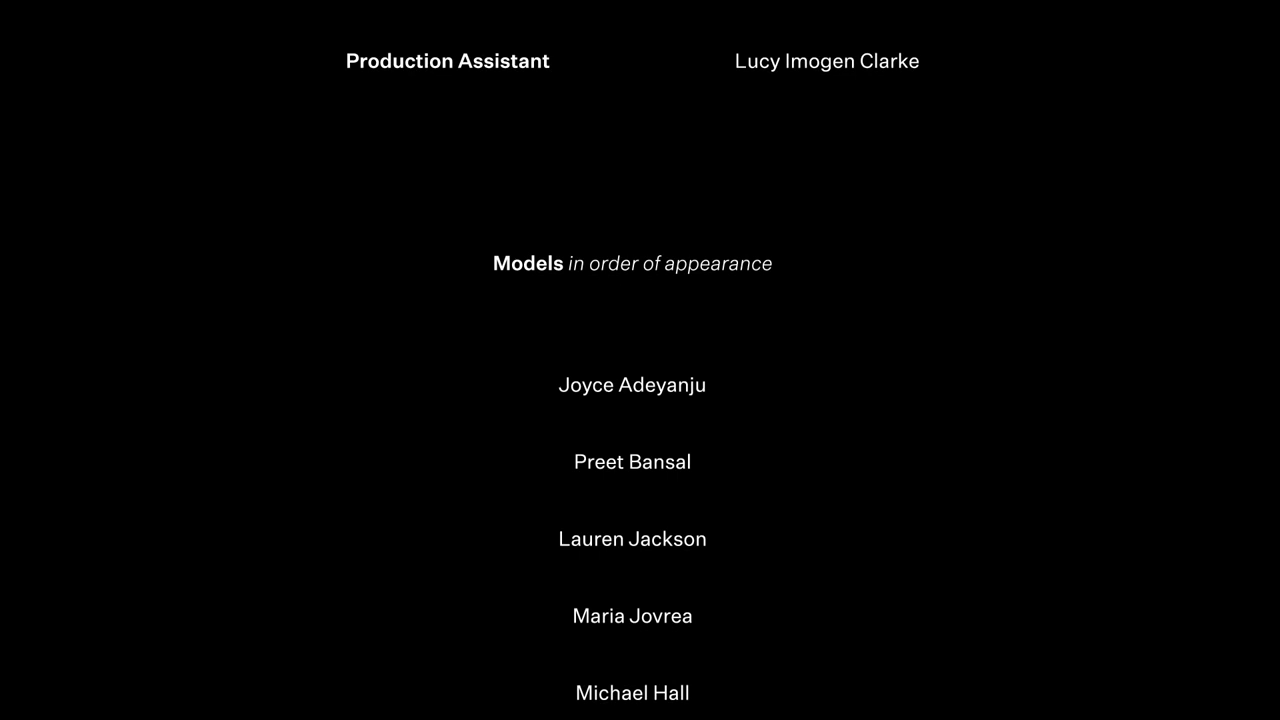 Production Assistant Lucy Imogen Clarke
Models in order of appearance
Joyce Adeyanju
Preet Bansal
Lauren Jackson
Maria Jovrea
Michael Hall